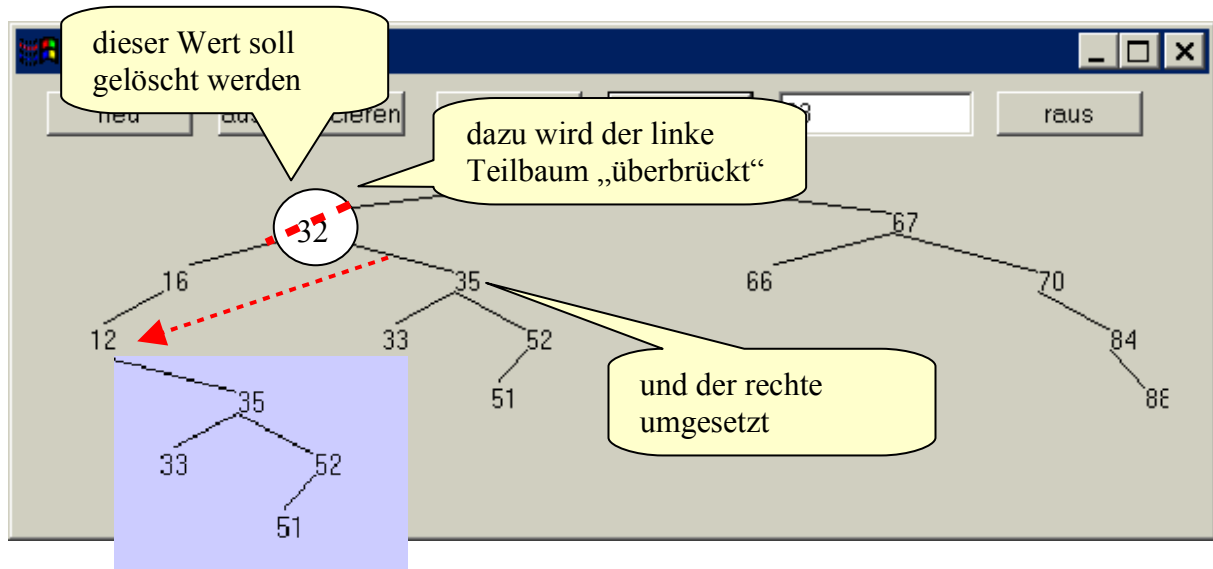 dieser Wert soll
gelöscht werden
raus
dazu wird der linke
Teilbaum „überbrückt“
32
67
16
35
66
70
12
33
52
84
51
88
und der rechte
umgesetzt
35
33
52
51